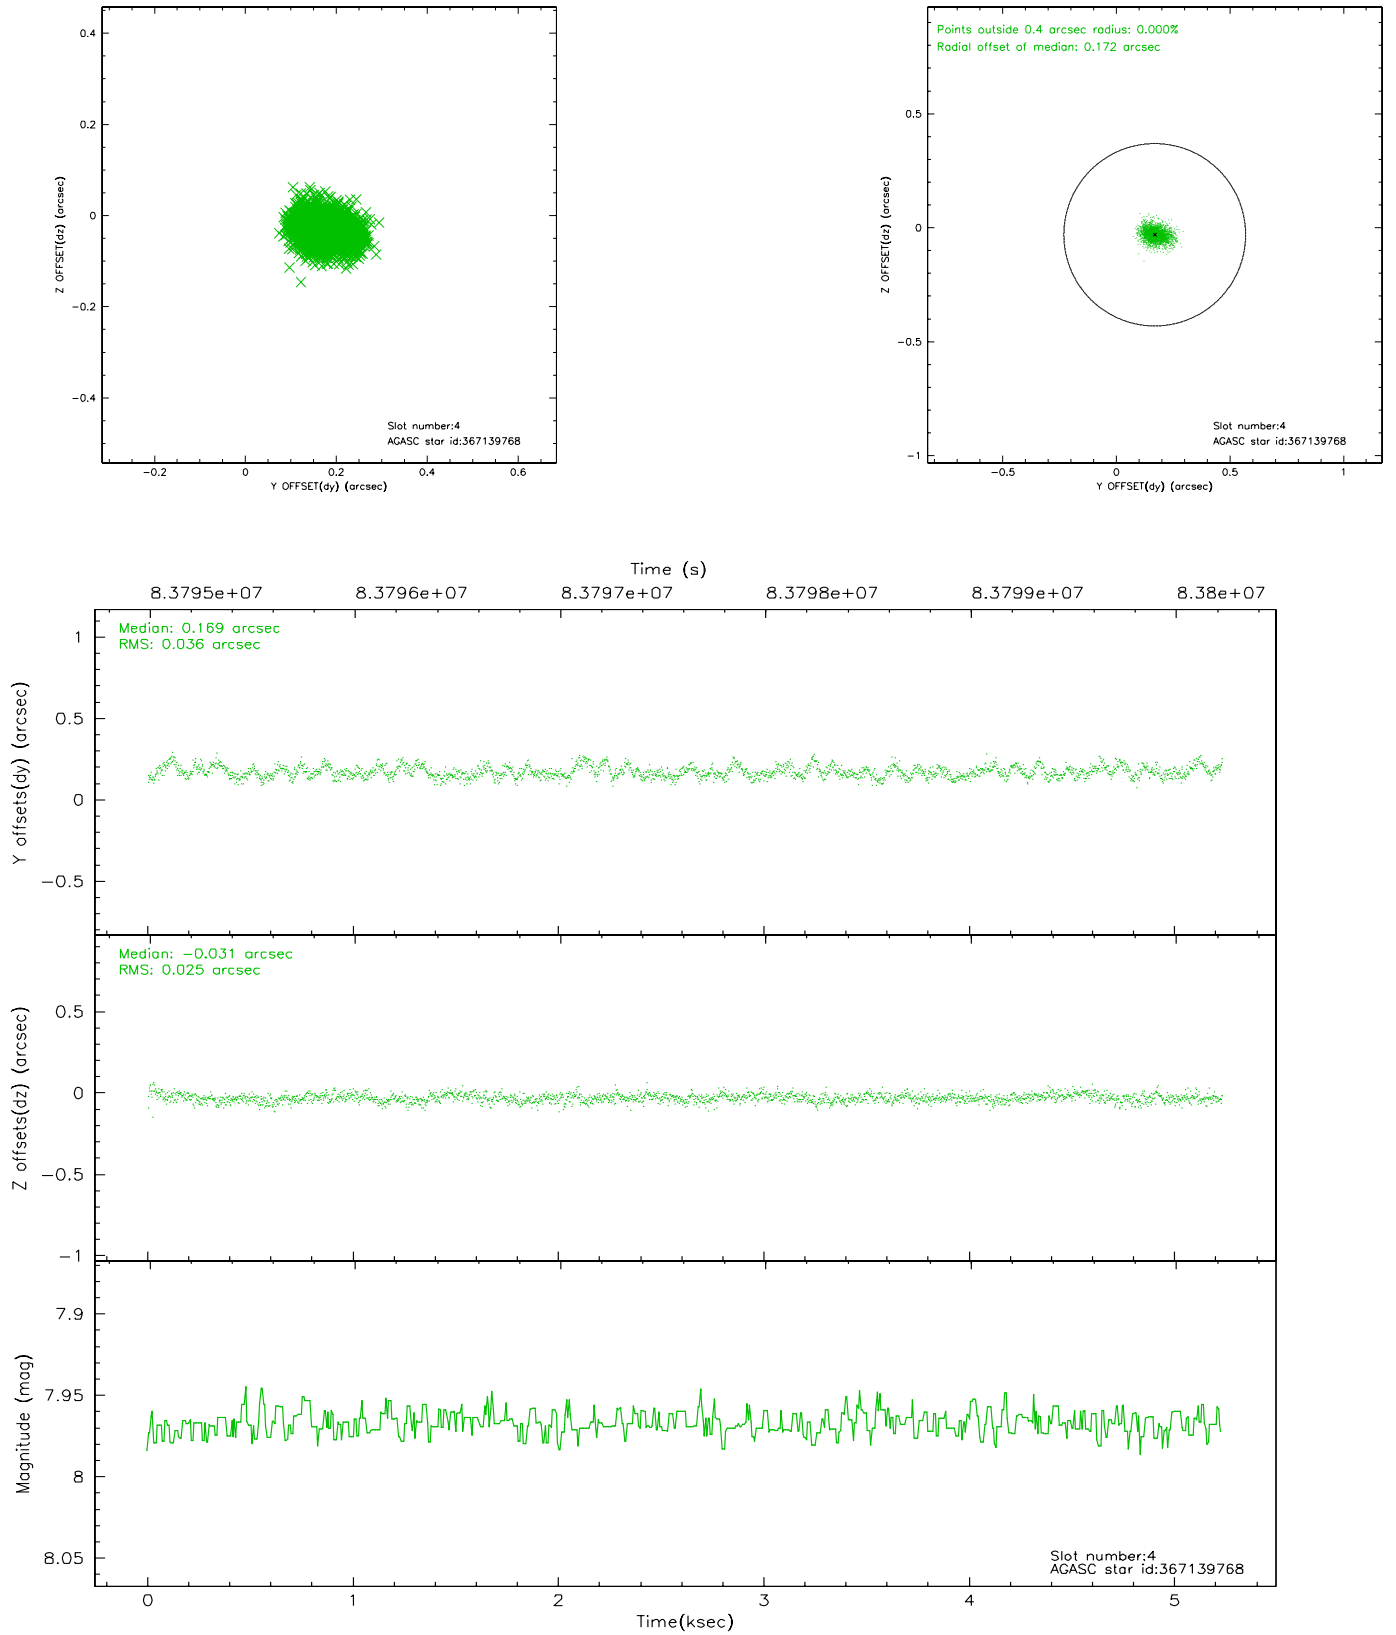 0.4
0.2
0
−0.2
−0.4
Z OFFSET(dz) (arcsec)
−0.2 0 0.2 0.4 0.6
Y OFFSET(dy) (arcsec)
Slot number:4
AGASC star id:367139768
Points outside 0.4 arcsec radius: 0.000%
Radial offset of median: 0.172 arcsec
0.5
0
−0.5
−1
Z OFFSET(dz) (arcsec)
−0.5 0 0.5 1
Y OFFSET(dy) (arcsec)
Slot number:4
AGASC star id:367139768
Time (s)
8.3795e+07 8.3796e+07 8.3797e+07 8.3798e+07 8.3799e+07 8.38e+07
Median: 0.169 arcsec
RMS: 0.036 arcsec
1
0.5
0
−0.5
Y offsets(dy) (arcsec)
Median: −0.031 arcsec
RMS: 0.025 arcsec
0.5
0
−0.5
−1
Z offsets(dz) (arcsec)
7.9
7.95
8
8.05
Magnitude (mag)
Slot number:4
AGASC star id:367139768
0 1 2 3 4 5
Time(ksec)